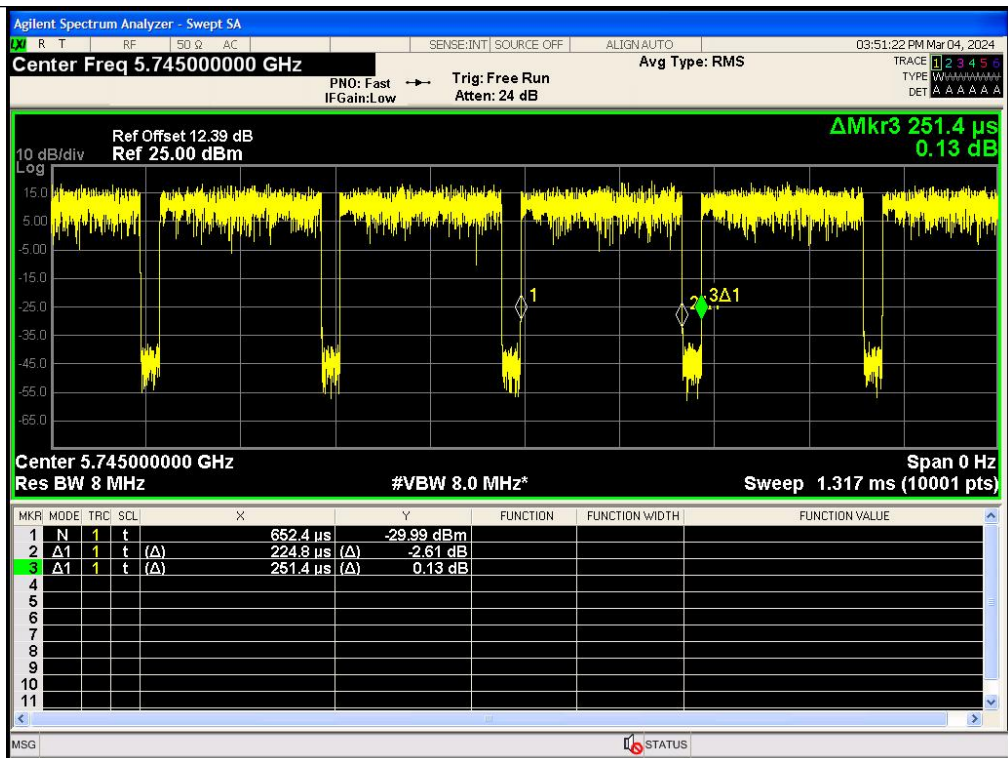 Agilent Spectrum Analyzer - Swept SA
LXI R T RF 50 Ω AC SENSE:INT SOURCE OFF ALIGN AUTO 03:51:22 PM Mar 04, 2024
Center Freq 5.745000000 GHz
PNO: Fast
IFGain:Low
Trig: Free Run
Atten: 24 dB
Avg Type: RMS
TRACE 1 2 3 4 5 6
TYPE W
DET A A A A A A
ΔMkr3 251.4 µs
0.13 dB
Ref Offset 12.39 dB
10 dB/div Ref 25.00 dBm
Log
15.0
5.00
-5.00
-15.0
-25.0
-35.0
-45.0
-55.0
-65.0
1
3Δ1
Center 5.745000000 GHz Span 0 Hz
Res BW 8 MHz #VBW 8.0 MHz* Sweep 1.317 ms (10001 pts)
MKR MODE TRC SCL X Y FUNCTION FUNCTION WIDTH FUNCTION VALUE
1 N 1 t 652.4 µs -29.99 dBm
2 Δ1 1 t (Δ) 224.8 µs (Δ) -2.61 dB
3 Δ1 1 t (Δ) 251.4 µs (Δ) 0.13 dB
4
5
6
7
8
9
10
11
MSG STATUS